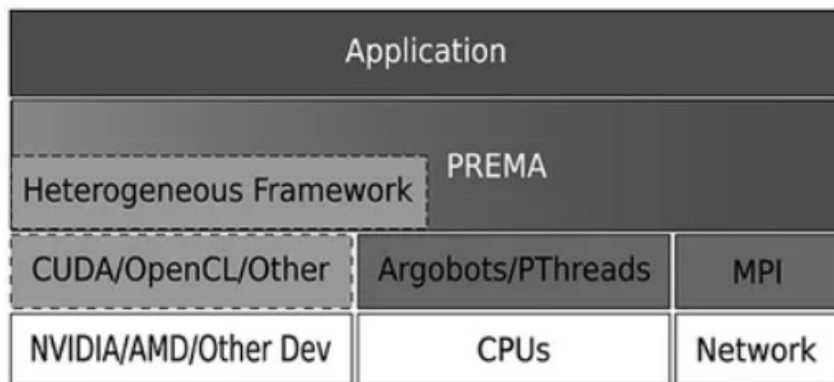 Application
PREMA
Heterogeneous Framework
CUDA/OpenCL/Other
Argobots/PThreads
MPI
NVIDIA/AMD/Other Dev
CPUs
Network